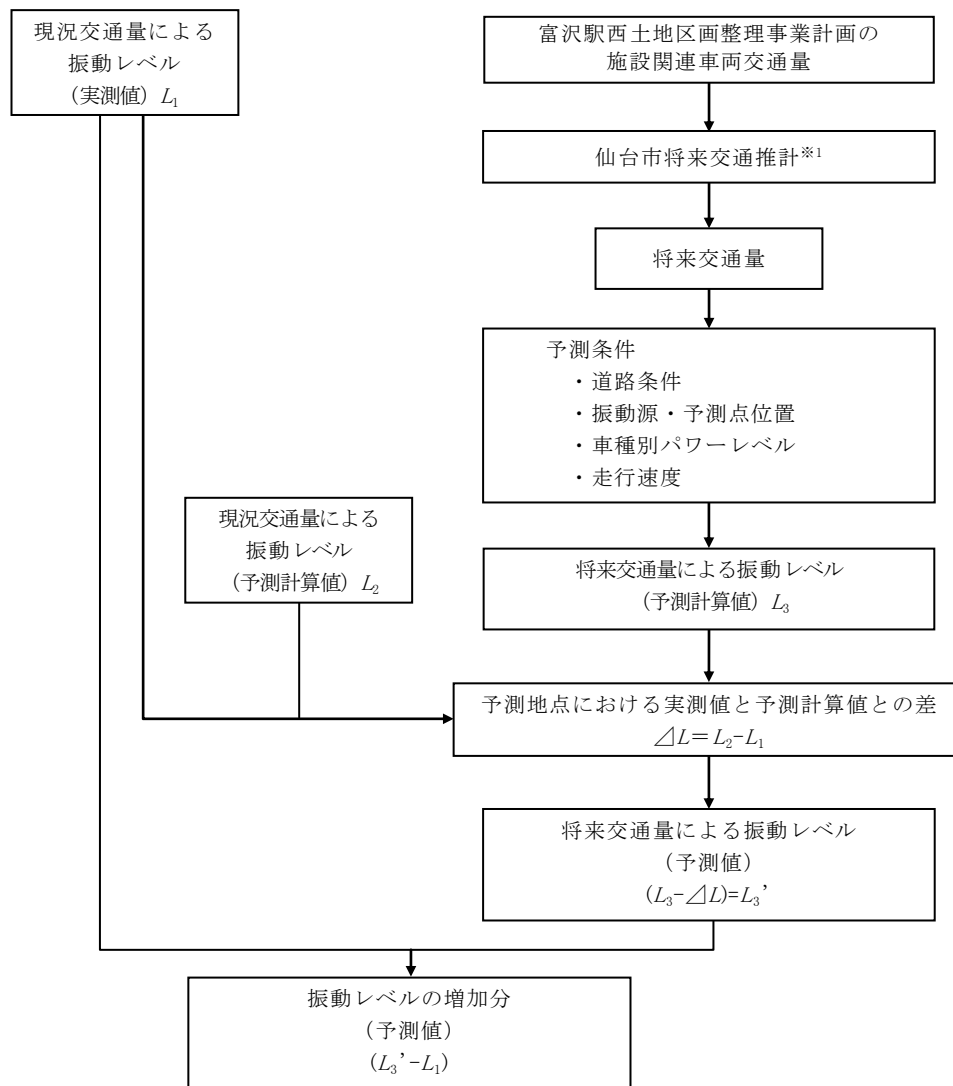 現況交通量による
振動レベル
(実測値) L₁
富沢駅西土地区画整理事業計画の
施設関連車両交通量
仙台市将来交通推計※1
将来交通量
予測条件
・道路条件
・振動源・予測点位置
・車種別パワーレベル
・走行速度
現況交通量による
振動レベル
(予測計算値) L₂
将来交通量による振動レベル
(予測計算値) L₃
予測地点における実測値と予測計算値との差
⊿L＝L₂-L₁
将来交通量による振動レベル
(予測値)
(L₃-⊿L)=L₃’
振動レベルの増加分
(予測値)
(L₃’-L₁)